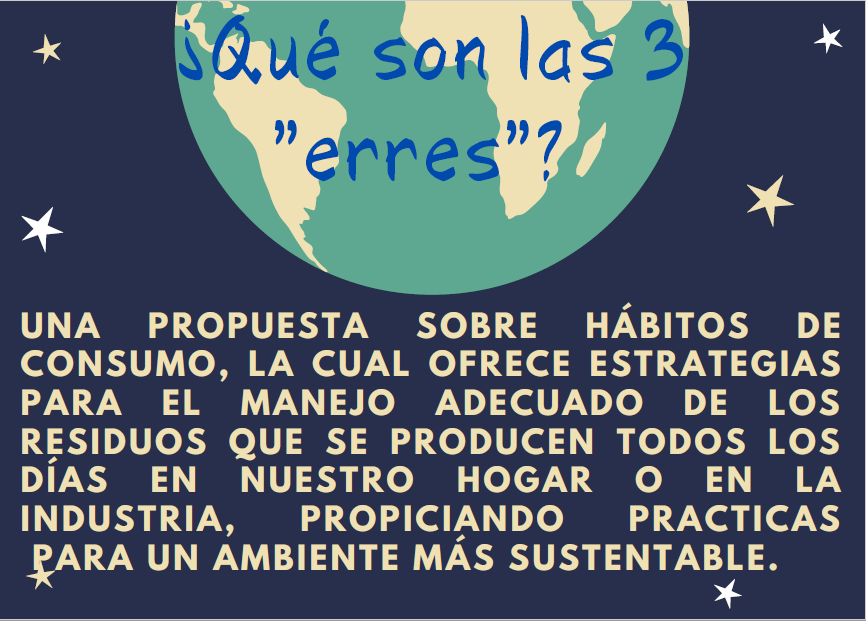 ¿Qué son las 3
"erres"?
UNA PROPUESTA SOBRE HÁBITOS DE
CONSUMO, LA CUAL OFRECE ESTRATEGIAS
PARA EL MANEJO ADECUADO DE LOS
RESIDUOS QUE SE PRODUCEN TODOS LOS
DÍAS EN NUESTRO HOGAR O EN LA
INDUSTRIA, PROPICIANDO PRACTICAS
PARA UN AMBIENTE MÁS SUSTENTABLE.